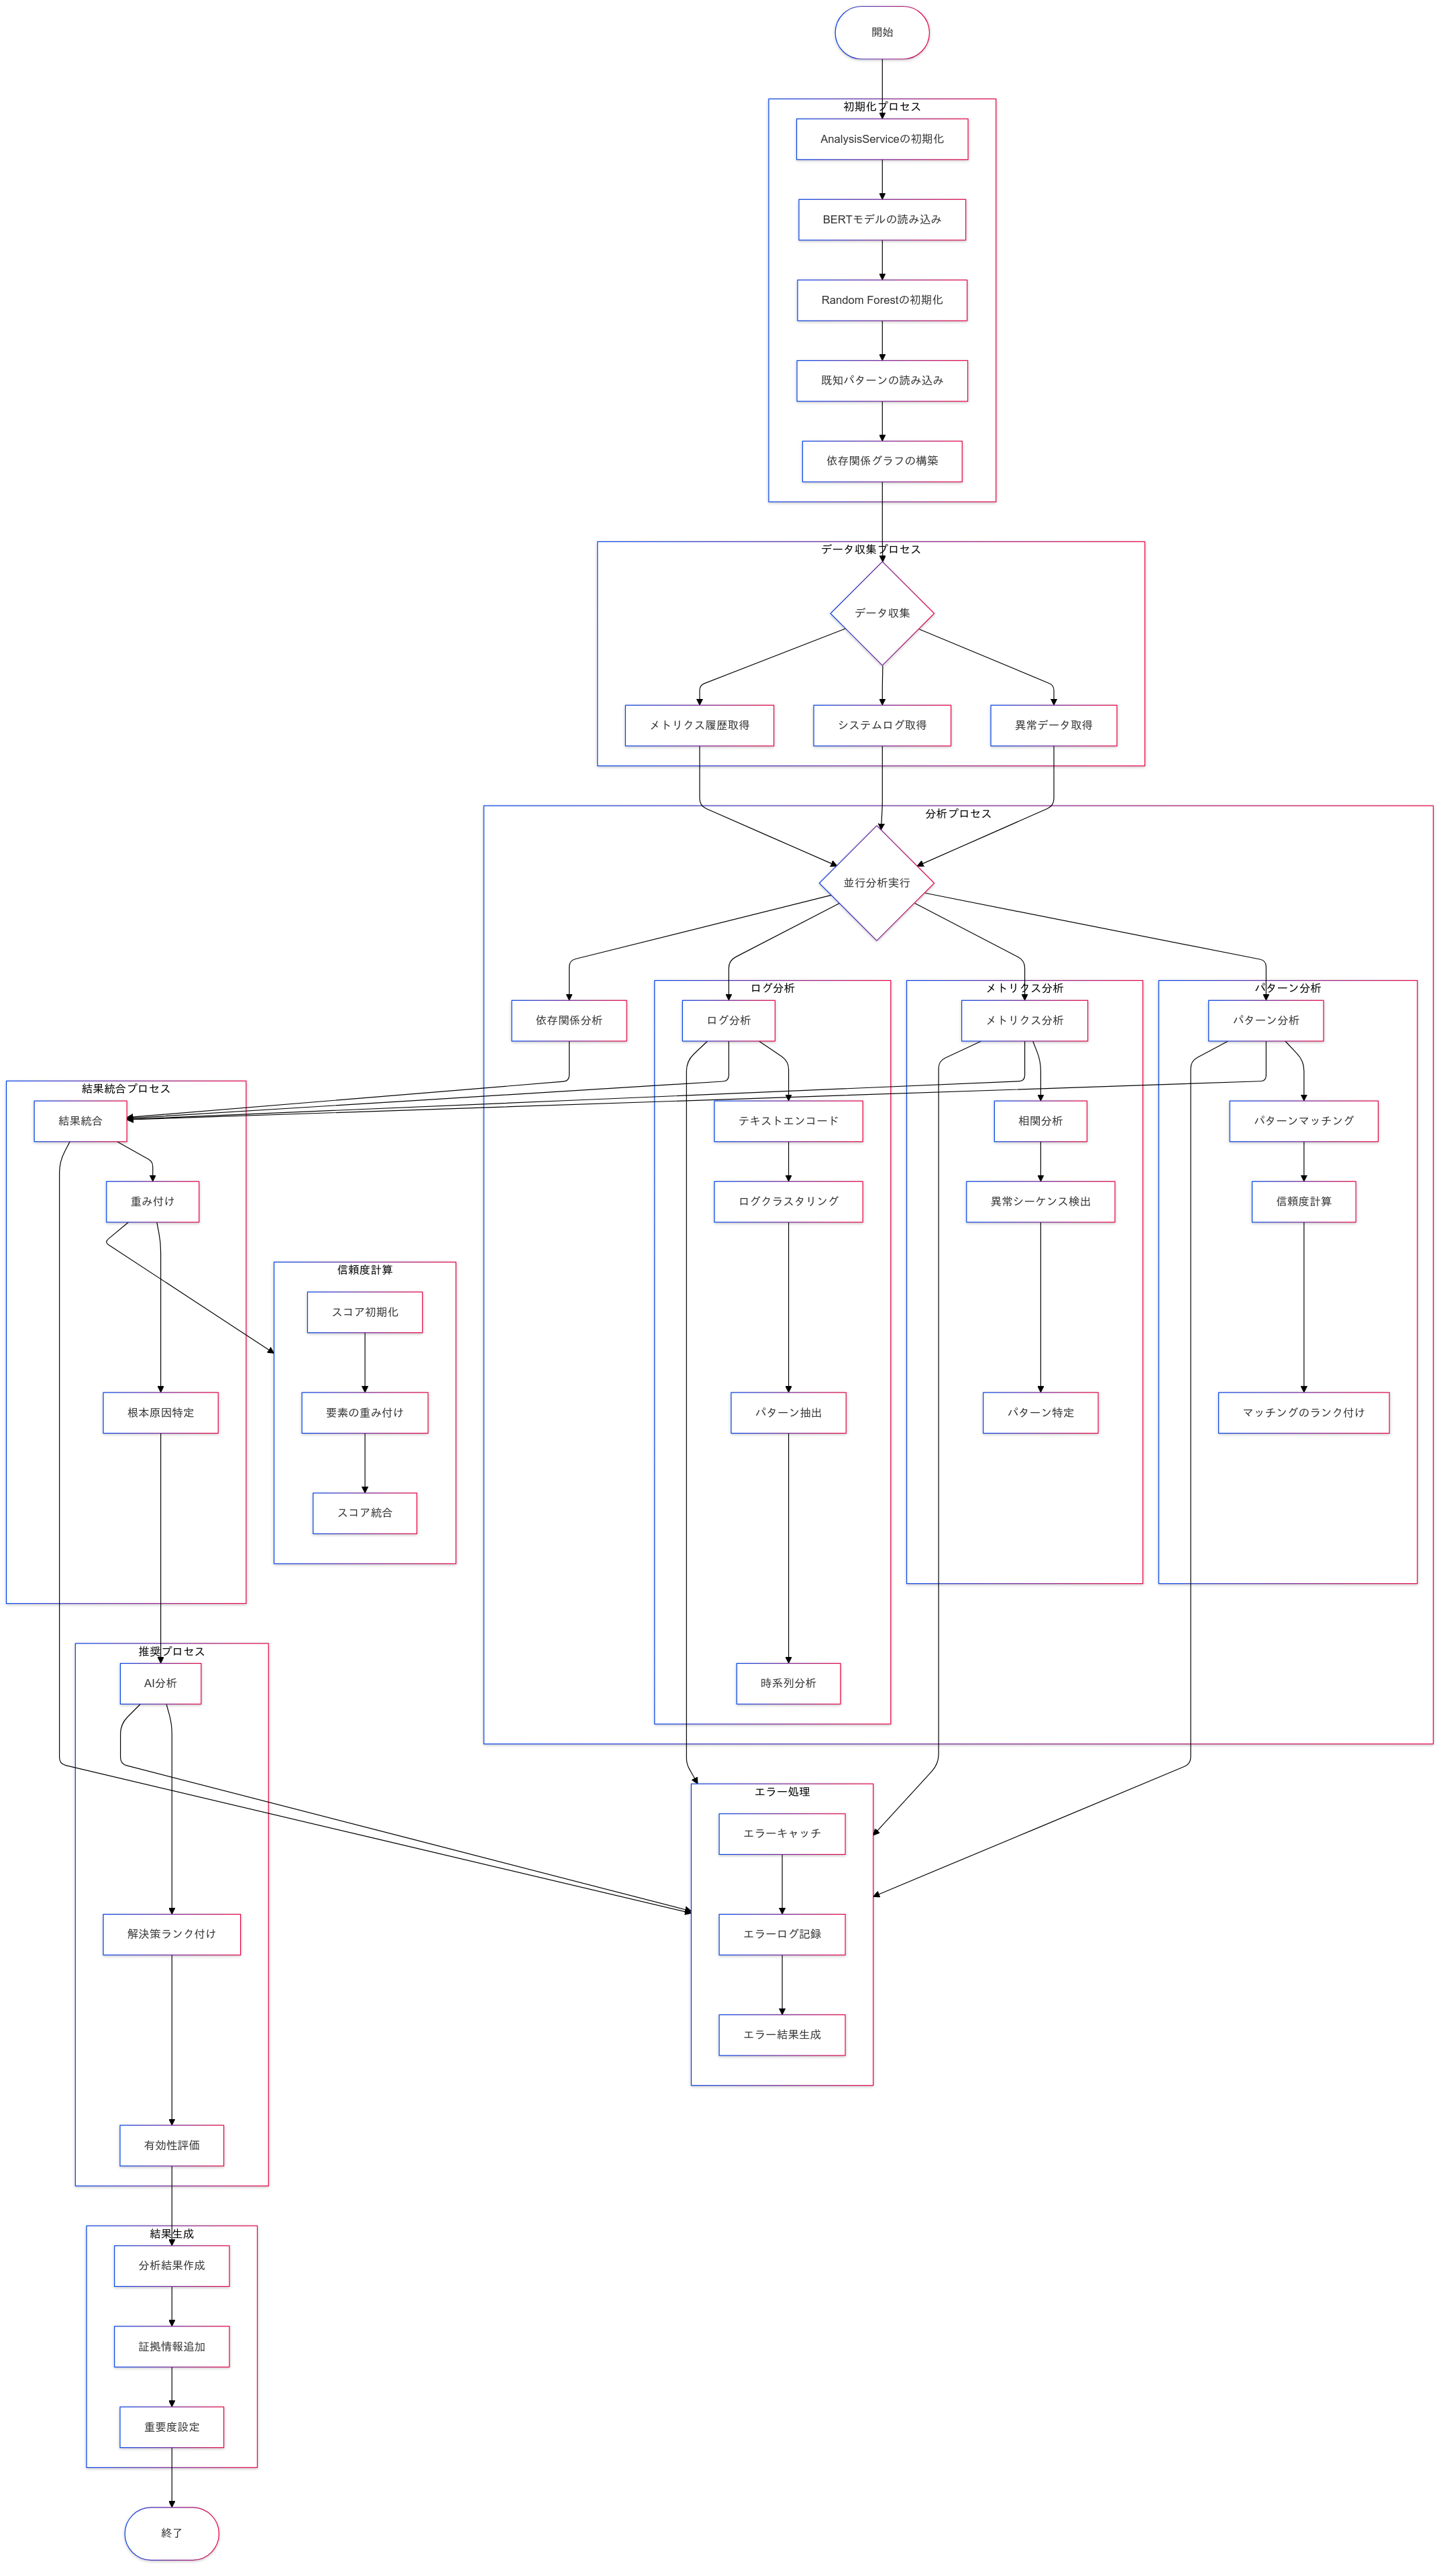 開始
初期化プロセス
AnalysisServiceの初期化
BERTモデルの読み込み
Random Forestの初期化
既知パターンの読み込み
依存関係グラフの構築
データ収集プロセス
データ収集
メトリクス履歴取得
システムログ取得
異常データ取得
分析プロセス
並行分析実行
依存関係分析
ログ分析
ログ分析
テキストエンコード
ログクラスタリング
パターン抽出
時系列分析
メトリクス分析
メトリクス分析
相関分析
異常シーケンス検出
パターン特定
パターン分析
パターン分析
パターンマッチング
信頼度計算
マッチングのランク付け
結果統合プロセス
結果統合
重み付け
根本原因特定
信頼度計算
スコア初期化
要素の重み付け
スコア統合
推奨プロセス
AI分析
解決策ランク付け
有効性評価
エラー処理
エラーキャッチ
エラーログ記録
エラー結果生成
結果生成
分析結果作成
証拠情報追加
重要度設定
終了